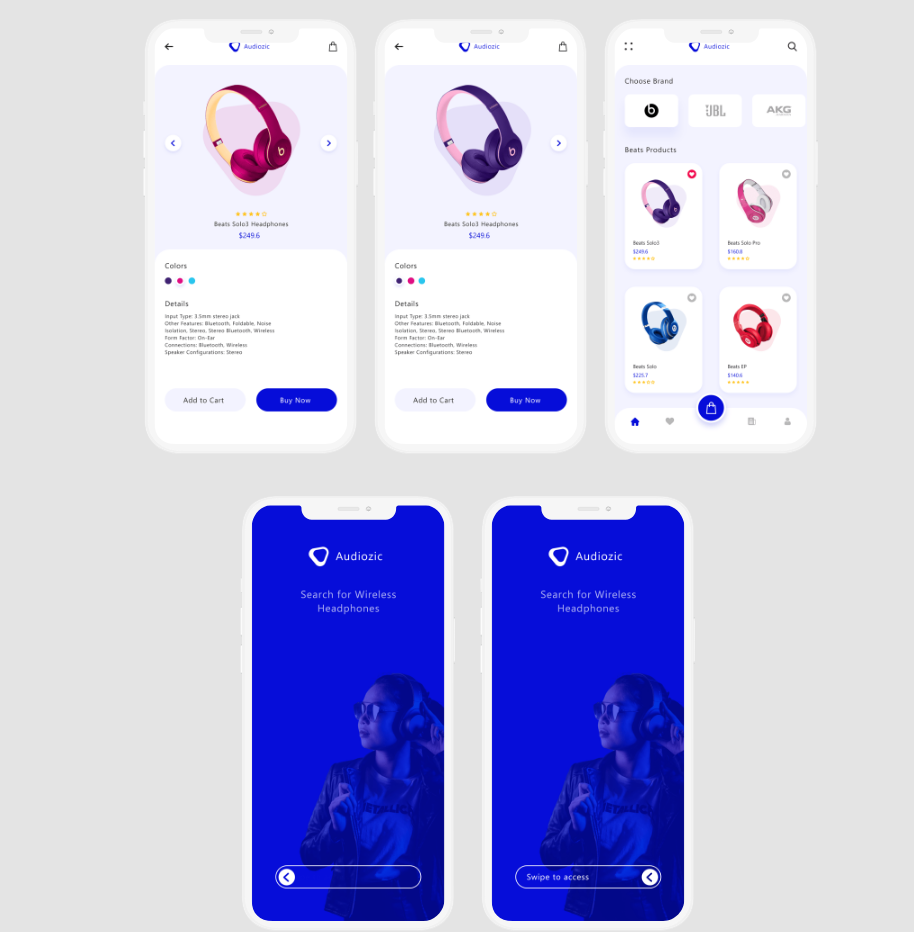 Audiozic
Beats Solo3 Headphones
$249.6
Colors
Details
Input Type: 3.5mm stereo jack
Other Features: Bluetooth, Foldable, Noise
Isolation, Stereo, Stereo Bluetooth, Wireless
Form Factor: On-Ear
Connections: Bluetooth, Wireless
Speaker Configurations: Stereo
Add to Cart
Buy Now
Audiozic
Beats Solo3 Headphones
$249.6
Colors
Details
Input Type: 3.5mm stereo jack
Other Features: Bluetooth, Foldable, Noise
Isolation, Stereo, Stereo Bluetooth, Wireless
Form Factor: On-Ear
Connections: Bluetooth, Wireless
Speaker Configurations: Stereo
Add to Cart
Buy Now
Audiozic
Choose Brand
JBL
AKG
Beats Products
Beats Solo3
$249.6
Beats Solo Pro
$160.6
Beats Solo
$225.7
Beats EP
$140.6
Audiozic
Search for Wireless
Headphones
METALLICA
Audiozic
Search for Wireless
Headphones
METALLICA
Swipe to access